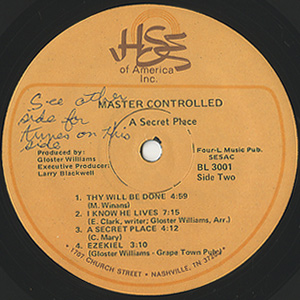 HSE
of America
Inc.
See other
side for
tunes on this
side
MASTER CONTROLLED
A Secret Place
Produced by:
Gloster Williams
Executive Producer:
Larry Blackwell
Four-L Music Pub.
SESAC
BL 3001
Side Two
1. THY WILL BE DONE 4:59
(M. Winans)
2. I KNOW HE LIVES 7:15
(E. Clark, writer; Gloster Williams, Arr.)
3. A SECRET PLACE 4:12
(C. Mary)
4. EZEKIEL 3:10
(Gloster Williams - Grape Town Pub.)
1707 CHURCH STREET • NASHVILLE, TN